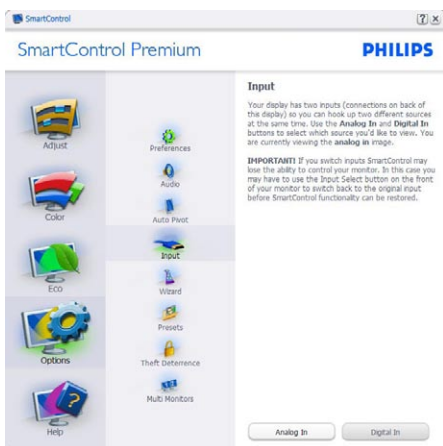 SmartControl
SmartControl Premium
PHILIPS
Adjust
Color
Eco
Options
Help
Preferences
Audio
Auto Pivot
Input
Wizard
Presets
Theft Deterrence
Multi Monitors
Input
Your display has two inputs (connections on back of
this display) so you can hook up two different sources
at the same time. Use the Analog In and Digital In
buttons to select which source you'd like to view. You
are currently viewing the analog in image.
IMPORTANT! If you switch inputs SmartControl may
lose the ability to control your monitor. In this case you
may have to use the Input Select button on the front
of your monitor to switch back to the original input
before SmartControl functionality can be restored.
Analog In
Digital In